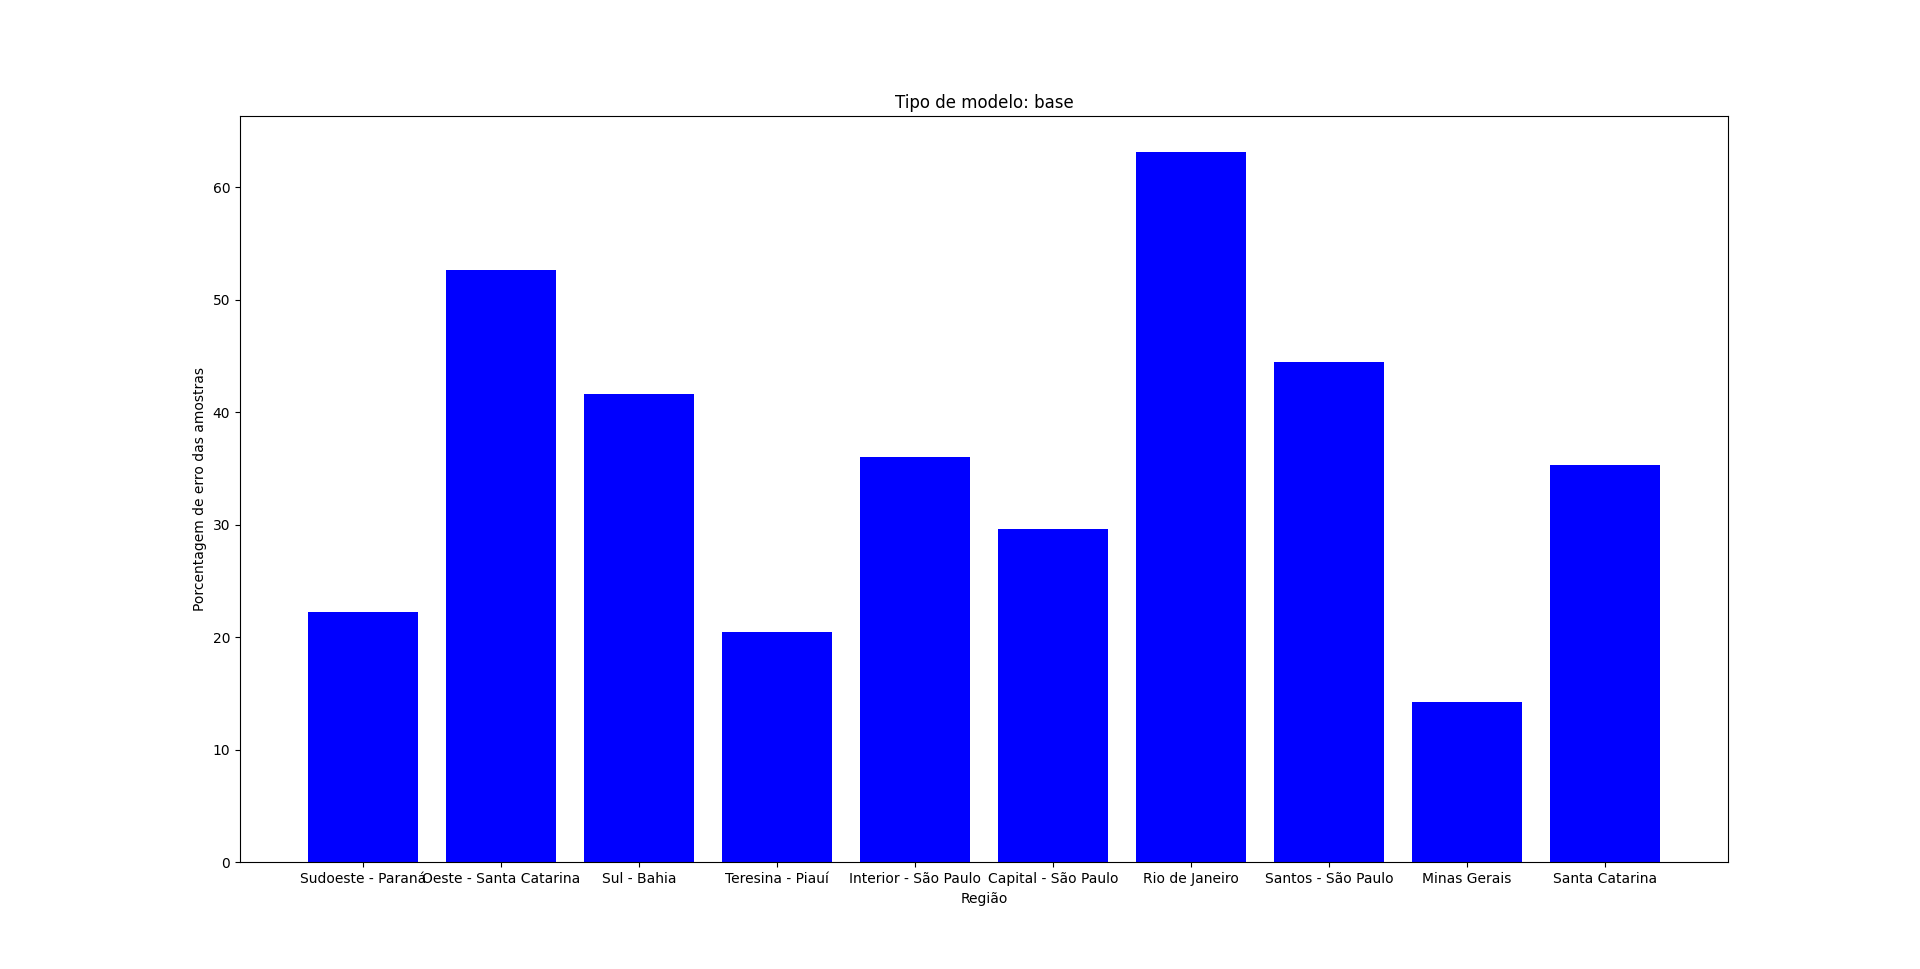 Tipo de modelo: base
Porcentagem de erro das amostras
60
50
40
30
20
10
0
Sudoeste - Paraná Oeste - Santa Catarina Sul - Bahia Teresina - Piauí Interior - São Paulo Capital - São Paulo Rio de Janeiro Santos - São Paulo Minas Gerais Santa Catarina
Região